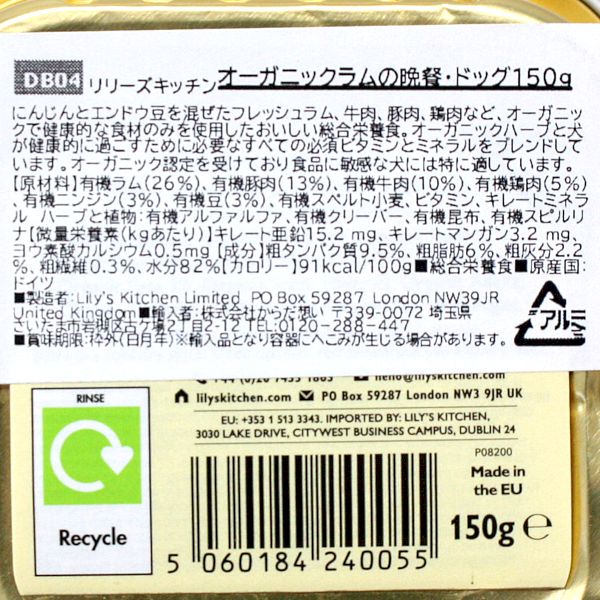 DB04 リリーズキッチン オーガニックラムの晩餐・ドッグ150g
にんじんとエンドウ豆を混ぜたフレッシュラム、牛肉、豚肉、鶏肉など、オーガニッ
クで健康的な食材のみを使用したおいしい総合栄養食。オーガニックハーブと犬
が健康的に過ごすために必要なすべての必須ビタミンとミネラルをブレンドして
います。オーガニック認定を受けており食品に敏感な犬には特に適しています。
【原材料】有機ラム(26%)、有機豚肉(13%)、有機牛肉(10%)、有機鶏肉(5%)
、有機ニンジン(3%)、有機豆(3%)、有機スペルト小麦、ビタミン、キレートミネラ
ル ハーブと植物:有機アルファルファ、有機クリーバー、有機昆布、有機スピルリ
ナ【微量栄養素(kgあたり)】キレート亜鉛15.2 mg、キレートマンガン3.2 mg、
ヨウ素酸カルシウム0.5mg【成分】粗タンパク質9.5%、粗脂肪6%、粗灰分2.2
%、粗繊維0.3%、水分82%【カロリー】91kcal/100g■総合栄養食■原産国:
ドイツ
■製造者:Lily's Kitchen Limited PO Box 59287 London NW39JR
United Kingdom■輸入者:株式会社からだ想い 〒339-0072 埼玉県
さいたま市岩槻区古ケ場2丁目2-12 TEL:0120-288-447
■賞味期限:枠外(日月年)※輸入品となり容器にへこみが生じる場合があります。
アルミ
lilyskitchen.com PO Box 59287 London NW3 9JR UK
EU: +353 1 513 3343. IMPORTED BY: LILY'S KITCHEN,
3030 LAKE DRIVE, CITYWEST BUSINESS CAMPUS, DUBLIN 24
RINSE
Recycle
P08200
Made in
the EU
150g ℮
5 060184 240055